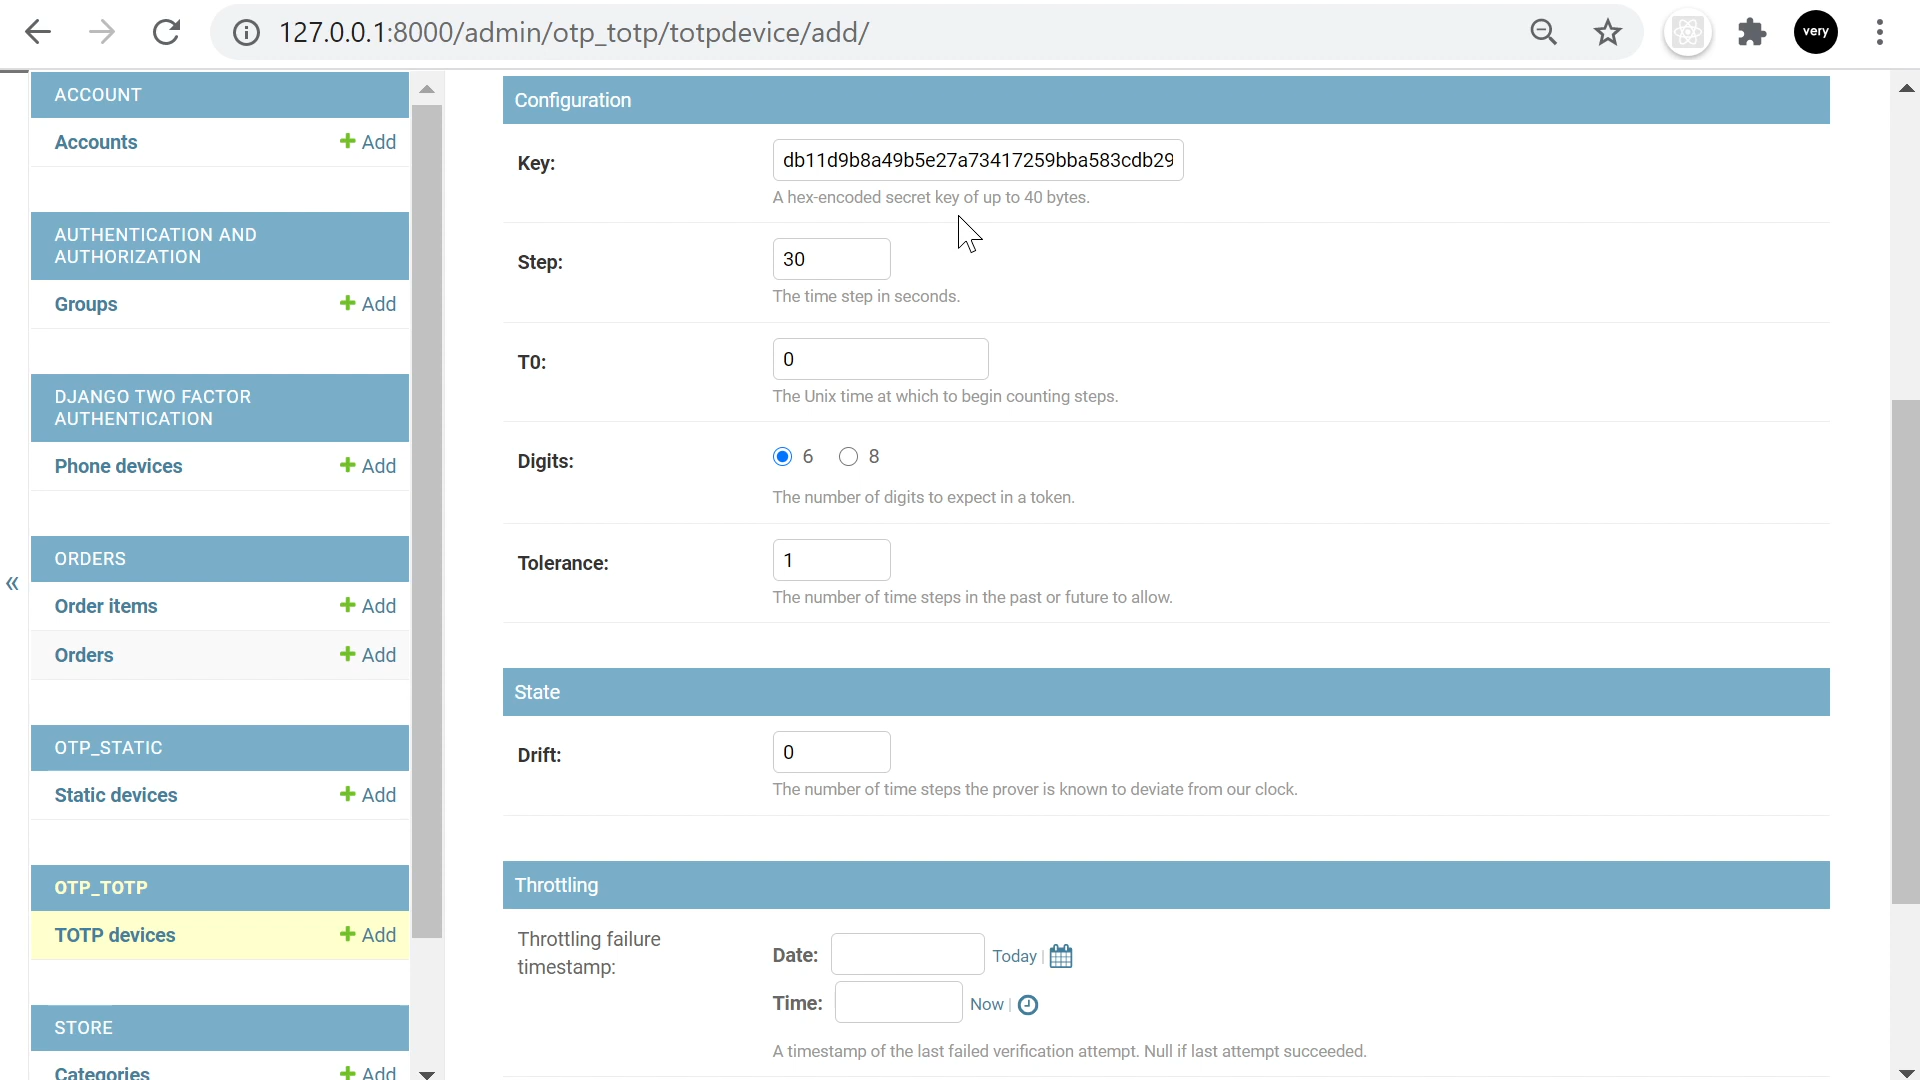 127.0.0.1:8000/admin/otp_totp/totpdevice/add/
very
ACCOUNT
Accounts + Add
AUTHENTICATION AND
AUTHORIZATION
Groups + Add
DJANGO TWO FACTOR
AUTHENTICATION
Phone devices + Add
ORDERS
Order items + Add
Orders + Add
OTP_STATIC
Static devices + Add
OTP_TOTP
TOTP devices + Add
STORE
Categories + Add
«
Configuration
Key: db11d9b8a49b5e27a73417259bba583cdb29
A hex-encoded secret key of up to 40 bytes.
Step: 30
The time step in seconds.
T0: 0
The Unix time at which to begin counting steps.
Digits: 6 8
The number of digits to expect in a token.
Tolerance: 1
The number of time steps in the past or future to allow.
State
Drift: 0
The number of time steps the prover is known to deviate from our clock.
Throttling
Throttling failure
timestamp:
Date: Today |
Time: Now |
A timestamp of the last failed verification attempt. Null if last attempt succeeded.